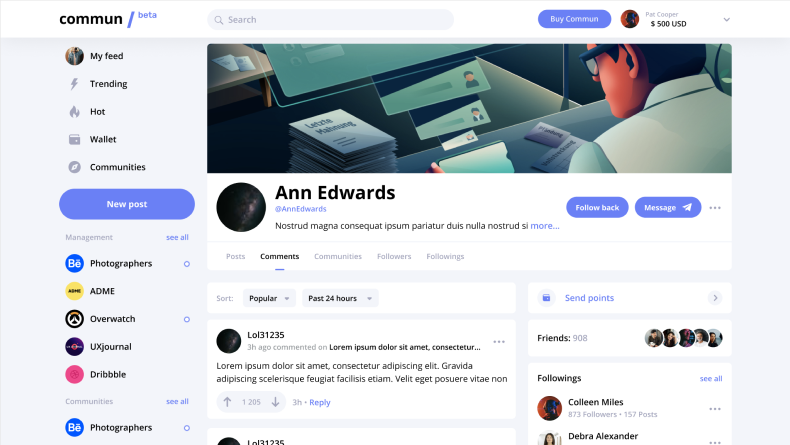 commun / beta
Search
Buy Commun
Pat Cooper
$ 500 USD
My feed
Trending
Hot
Wallet
Communities
New post
Management see all
Bē Photographers
ADME ADME
Overwatch
UXjournal
Dribbble
Communities see all
Bē Photographers
Letzte
Mahnung
Ann Edwards
@AnnEdwards
Nostrud magna consequat ipsum pariatur duis nulla nostrud si more...
Follow back
Message
Posts Comments Communities Followers Followings
Sort: Popular Past 24 hours
Lol31235
3h ago commented on Lorem ipsum dolor sit amet, consectetur...
Lorem ipsum dolor sit amet, consectetur adipiscing elit. Gravida
adipiscing scelerisque feugiat facilisis etiam. Velit eget posuere vitae non
1 205 3h • Reply
Lol31235
Send points
Friends: 908
Followings see all
Colleen Miles
873 Followers • 157 Posts
Debra Alexander